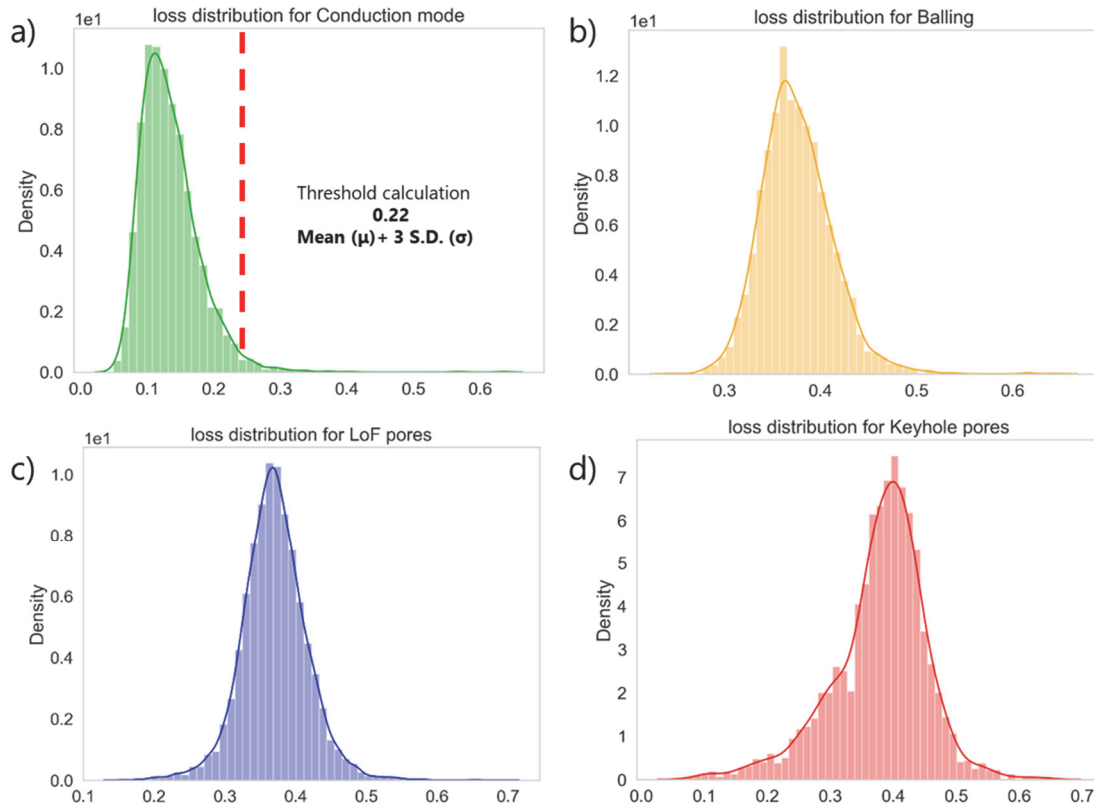 a)
loss distribution for Conduction mode
1e1
1.0
0.8
0.6
0.4
0.2
0.0
Density
Threshold calculation
0.22
Mean (μ)+ 3 S.D. (σ)
0.0 0.1 0.2 0.3 0.4 0.5 0.6
b)
loss distribution for Balling
1e1
1.2
1.0
0.8
0.6
0.4
0.2
0.0
Density
0.3 0.4 0.5 0.6
c)
loss distribution for LoF pores
1e1
1.0
0.8
0.6
0.4
0.2
0.0
Density
0.1 0.2 0.3 0.4 0.5 0.6 0.7
d)
loss distribution for Keyhole pores
7
6
5
4
3
2
1
0
Density
0.0 0.1 0.2 0.3 0.4 0.5 0.6 0.7